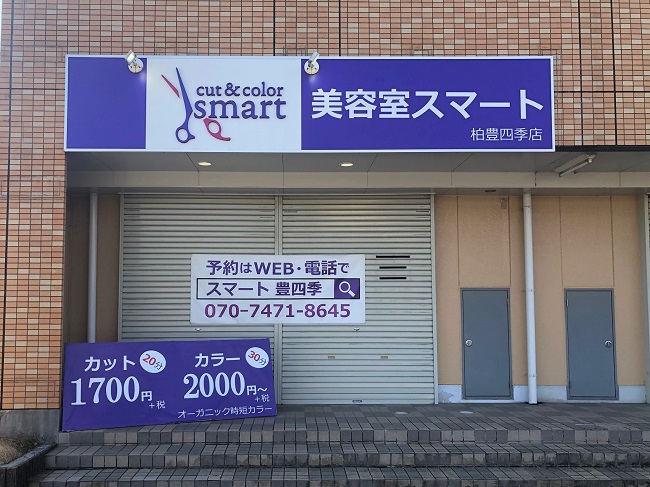 cut & color
smart
美容室スマート
柏豊四季店
予約はWEB・電話で
スマート 豊四季
070-7471-8645
カット 20分
1700円+税
カラー 30分
2000円～+税
オーガニック時短カラー